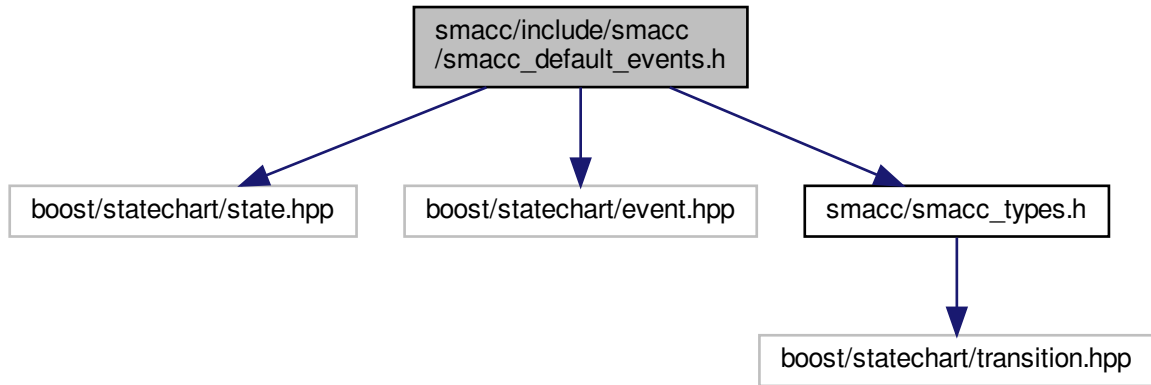 smacc/include/smacc
/smacc_default_events.h
boost/statechart/state.hpp
boost/statechart/event.hpp
smacc/smacc_types.h
boost/statechart/transition.hpp